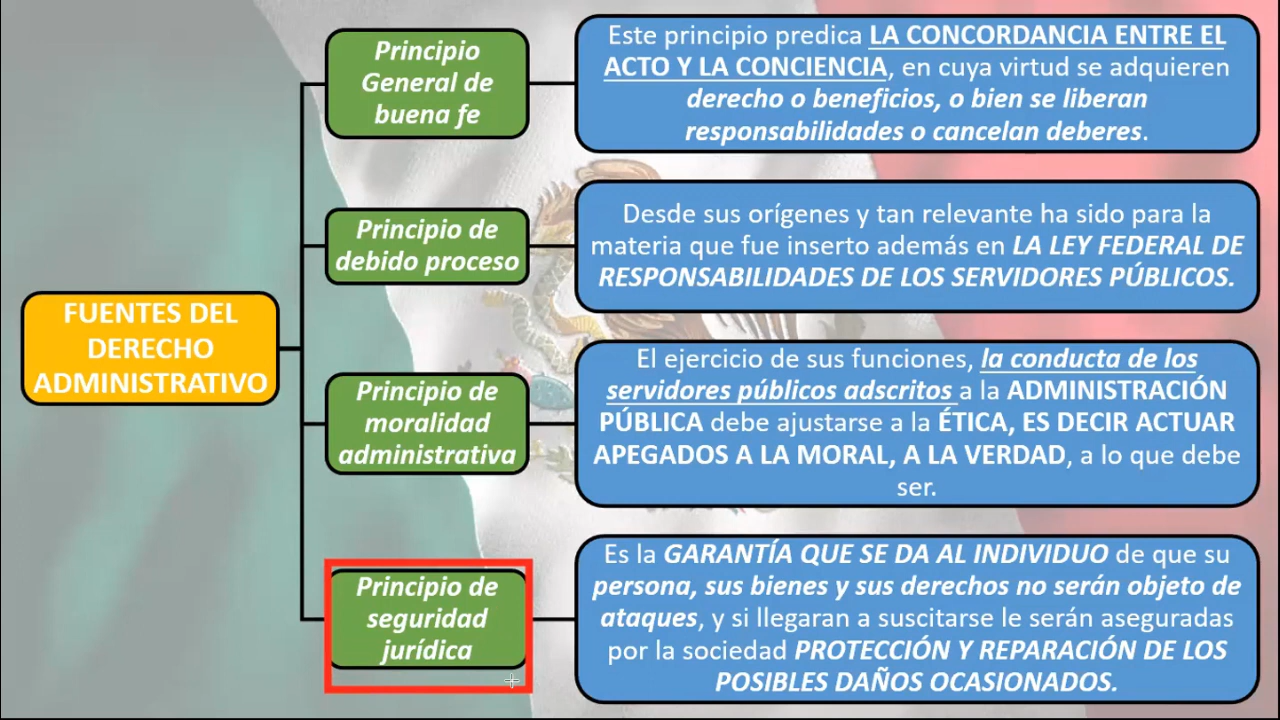 FUENTES DEL
DERECHO
ADMINISTRATIVO
Principio
General de
buena fe
Este principio predica LA CONCORDANCIA ENTRE EL
ACTO Y LA CONCIENCIA, en cuya virtud se adquieren
derecho o beneficios, o bien se liberan
responsabilidades o cancelan deberes.
Principio de
debido proceso
Desde sus orígenes y tan relevante ha sido para la
materia que fue inserto además en LA LEY FEDERAL DE
RESPONSABILIDADES DE LOS SERVIDORES PÚBLICOS.
Principio de
moralidad
administrativa
El ejercicio de sus funciones, la conducta de los
servidores públicos adscritos a la ADMINISTRACIÓN
PÚBLICA debe ajustarse a la ÉTICA, ES DECIR ACTUAR
APEGADOS A LA MORAL, A LA VERDAD, a lo que debe
ser.
Principio de
seguridad
jurídica
Es la GARANTÍA QUE SE DA AL INDIVIDUO de que su
persona, sus bienes y sus derechos no serán objeto de
ataques, y si llegaran a suscitarse le serán aseguradas
por la sociedad PROTECCIÓN Y REPARACIÓN DE LOS
POSIBLES DAÑOS OCASIONADOS.